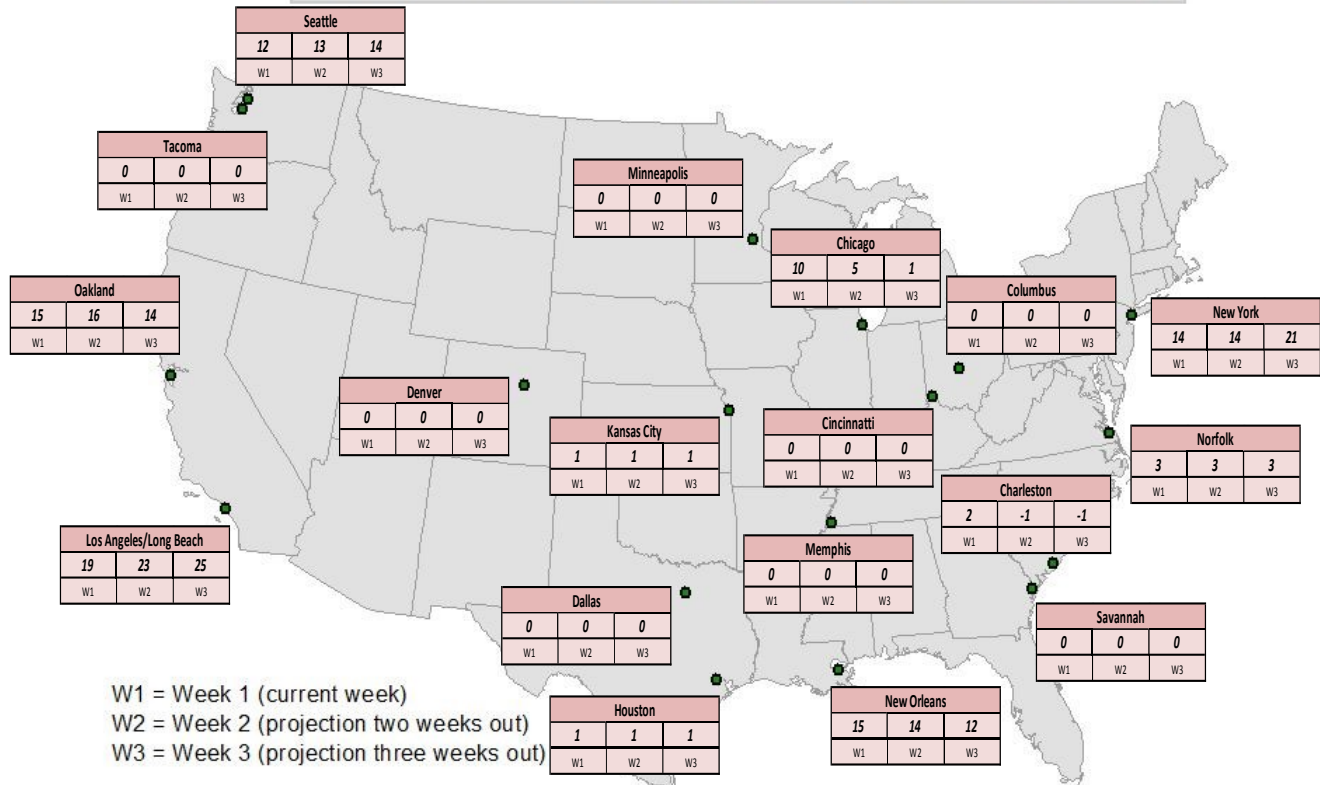 Seattle
12 13 14
W1 W2 W3
Tacoma
0 0 0
W1 W2 W3
Minneapolis
0 0 0
W1 W2 W3
Chicago
10 5 1
W1 W2 W3
Oakland
15 16 14
W1 W2 W3
Columbus
0 0 0
W1 W2 W3
New York
14 14 21
W1 W2 W3
Denver
0 0 0
W1 W2 W3
Kansas City
1 1 1
W1 W2 W3
Cincinnatti
0 0 0
W1 W2 W3
Norfolk
3 3 3
W1 W2 W3
Charleston
2 -1 -1
W1 W2 W3
Los Angeles/Long Beach
19 23 25
W1 W2 W3
Memphis
0 0 0
W1 W2 W3
Dallas
0 0 0
W1 W2 W3
Savannah
0 0 0
W1 W2 W3
New Orleans
15 14 12
W1 W2 W3
Houston
1 1 1
W1 W2 W3
W1 = Week 1 (current week)
W2 = Week 2 (projection two weeks out)
W3 = Week 3 (projection three weeks out)